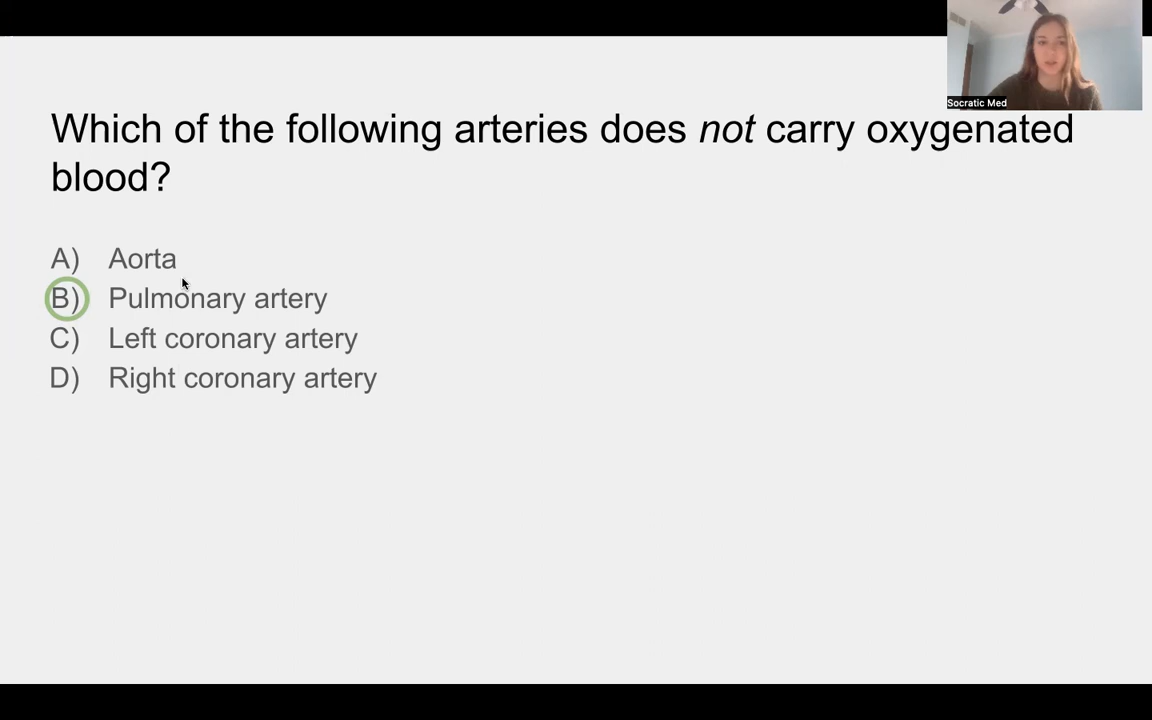 Socratic Med
Which of the following arteries does not carry oxygenated
blood?
A) Aorta
B) Pulmonary artery
C) Left coronary artery
D) Right coronary artery